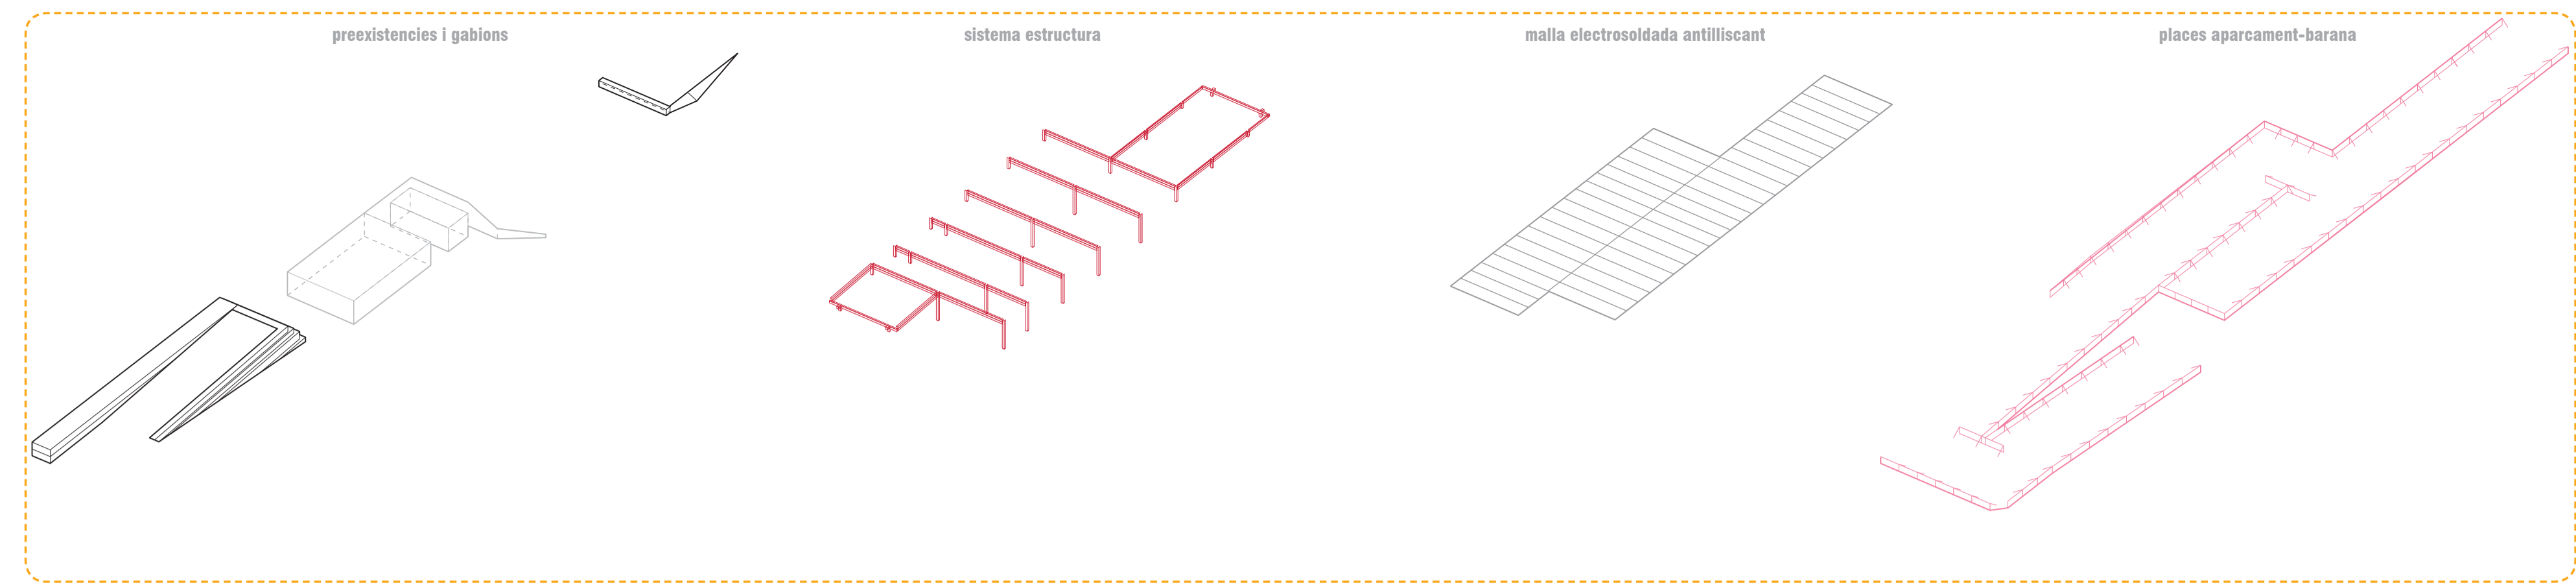 preexistencies i gabions
sistema estructura
malla electrosoldada antilliscant
places aparcament-barana